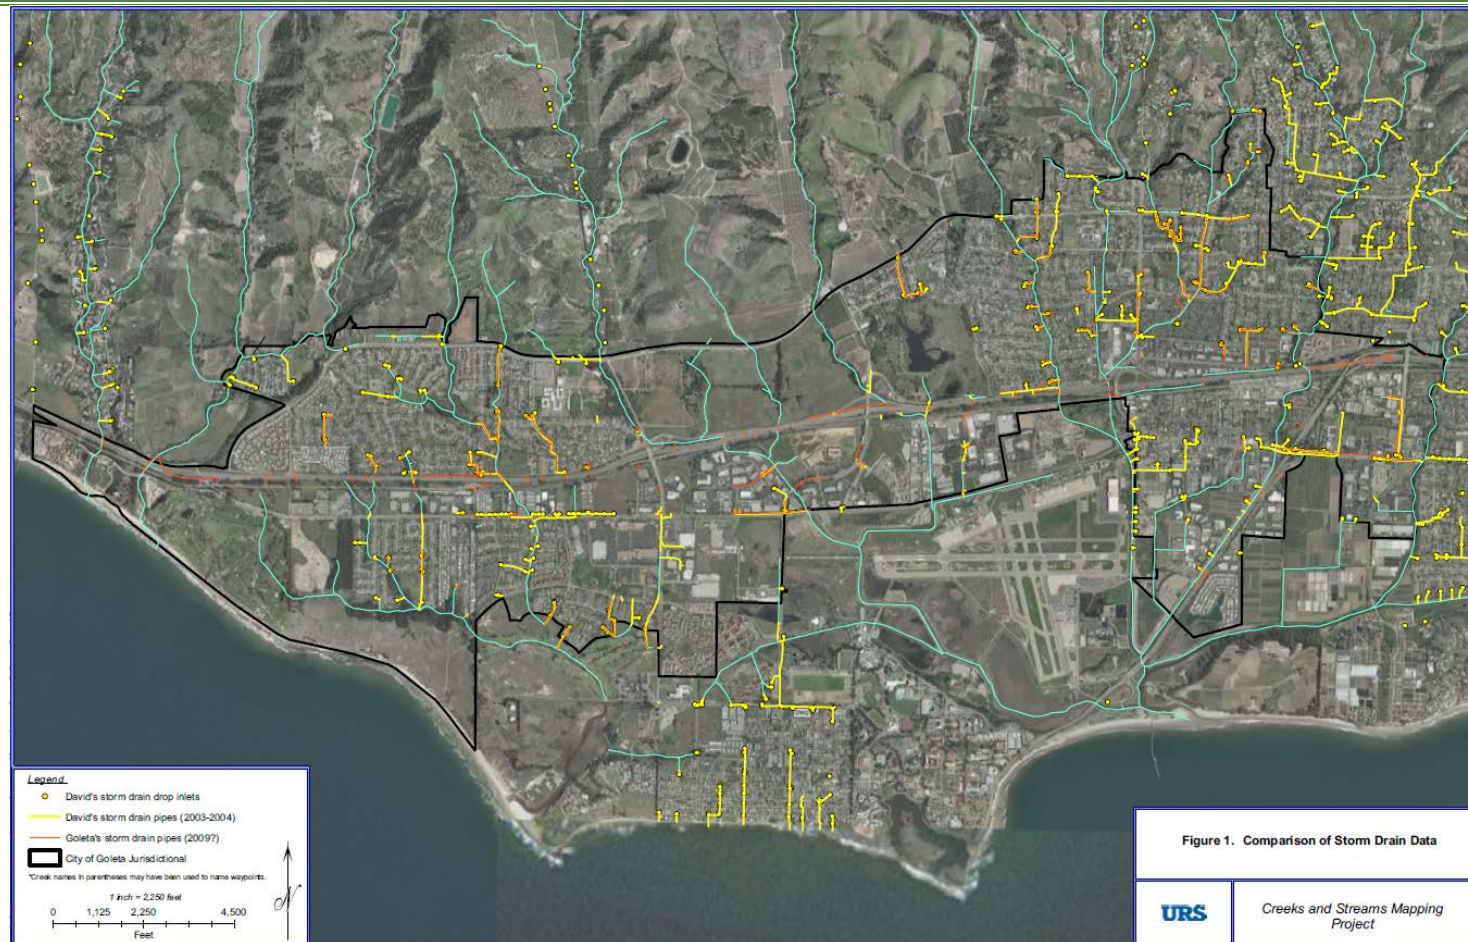 Legend
David's storm drain drop inlets
David's storm drain pipes (2003-2004)
Goleta's storm drain pipes (2009?)
City of Goleta Jurisdictional
*Creek names in parentheses may have been used to name waypoints.
1 inch = 2,250 feet
0 1,125 2,250 4,500
Feet
N
Figure 1. Comparison of Storm Drain Data
URS
Creeks and Streams Mapping
Project